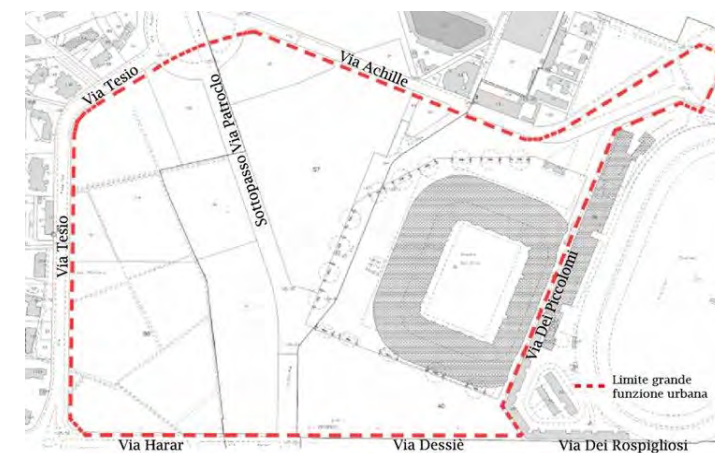 Via Achille
Via Tesio
Sottopasso Via Patroclo
57
Via Tesio
Via Dei Piccolomi
Limite grande
funzione urbana
Via Harar
Via Dessiè
Via Dei Rospigliosi